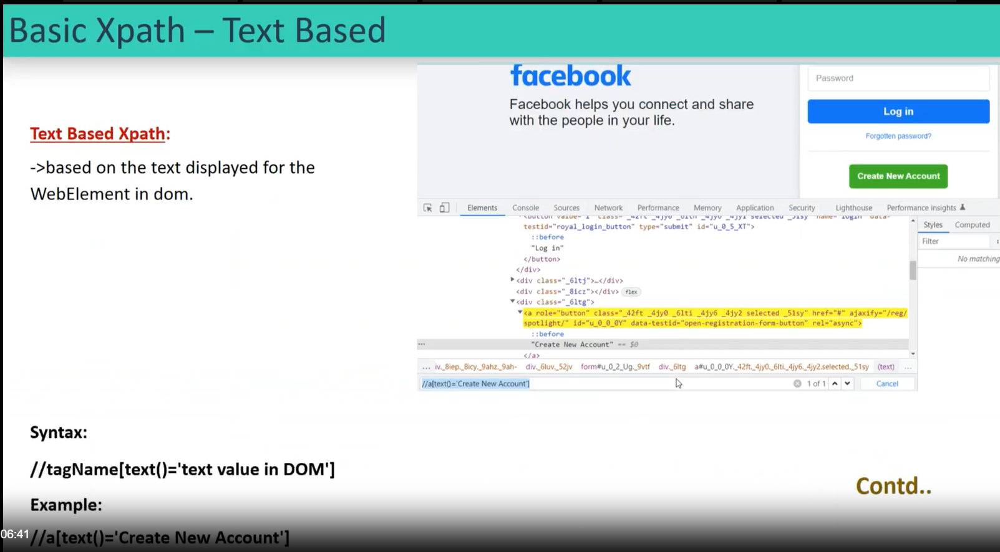 Basic Xpath – Text Based
Text Based Xpath:
->based on the text displayed for the
WebElement in dom.
facebook
Facebook helps you connect and share
with the people in your life.
Password
Log in
Forgotten password?
Create New Account
Elements Console Sources Network Performance Memory Application Security Lighthouse Performance insights
testid="royal_login_button" type="submit" id="u_0_5_XT">
::before
"Log in"
</button>
</div>
<div class="_6ltj">…</div>
<div class="_8icz"></div> flex
<div class="_6ltg">
<a role="button" class="_42ft _4jy0 _6lti _4jy6 _4jy2 selected _51sy" href="#" ajaxify="/reg/
spotlight/" id="u_0_0_0Y" data-testid="open-registration-form-button" rel="async">
::before
"Create New Account" == $0
</a>
... iv._8iep._8icy._9ahz._9ah- div._6luv._52jv form#u_0_2_Ug._9vtf div._6ltg a#u_0_0_0Y._42ft._4jy0._6lti._4jy6._4jy2.selected._51sy (text) ...
//a[text()='Create New Account'] 1 of 1 Cancel
Styles Computed
Filter
No matching
Syntax:
//tagName[text()='text value in DOM']
Contd..
Example:
06:41
//a[text()='Create New Account']